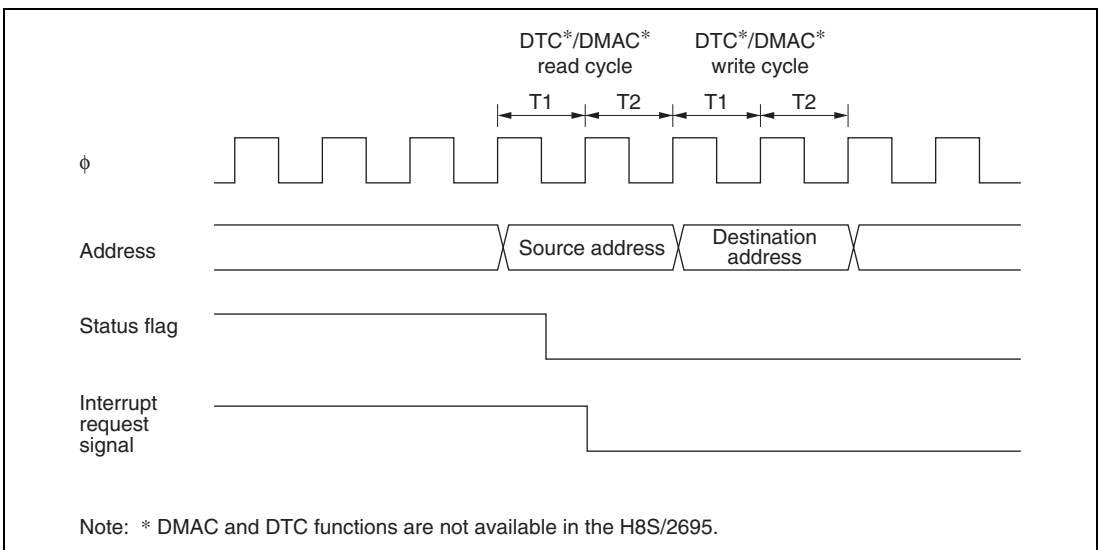 DTC*/DMAC*
read cycle
DTC*/DMAC*
write cycle
T1
T2
T1
T2
ϕ
Address
Source address
Destination
address
Status flag
Interrupt
request
signal
Note: * DMAC and DTC functions are not available in the H8S/2695.